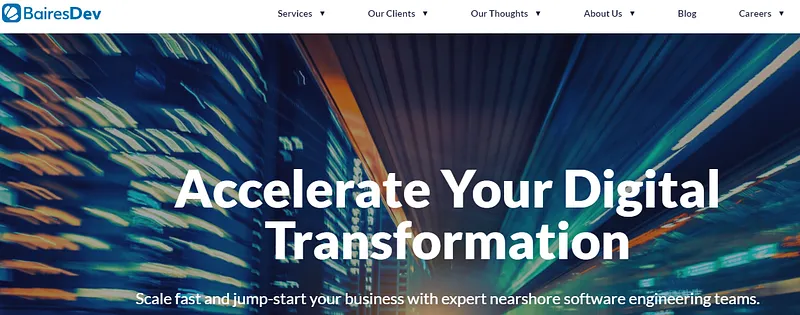 BairesDev
Services ▼ Our Clients ▼ Our Thoughts ▼ About Us ▼ Blog Careers ▼
Accelerate Your Digital
Transformation
Scale fast and jump-start your business with expert nearshore software engineering teams.